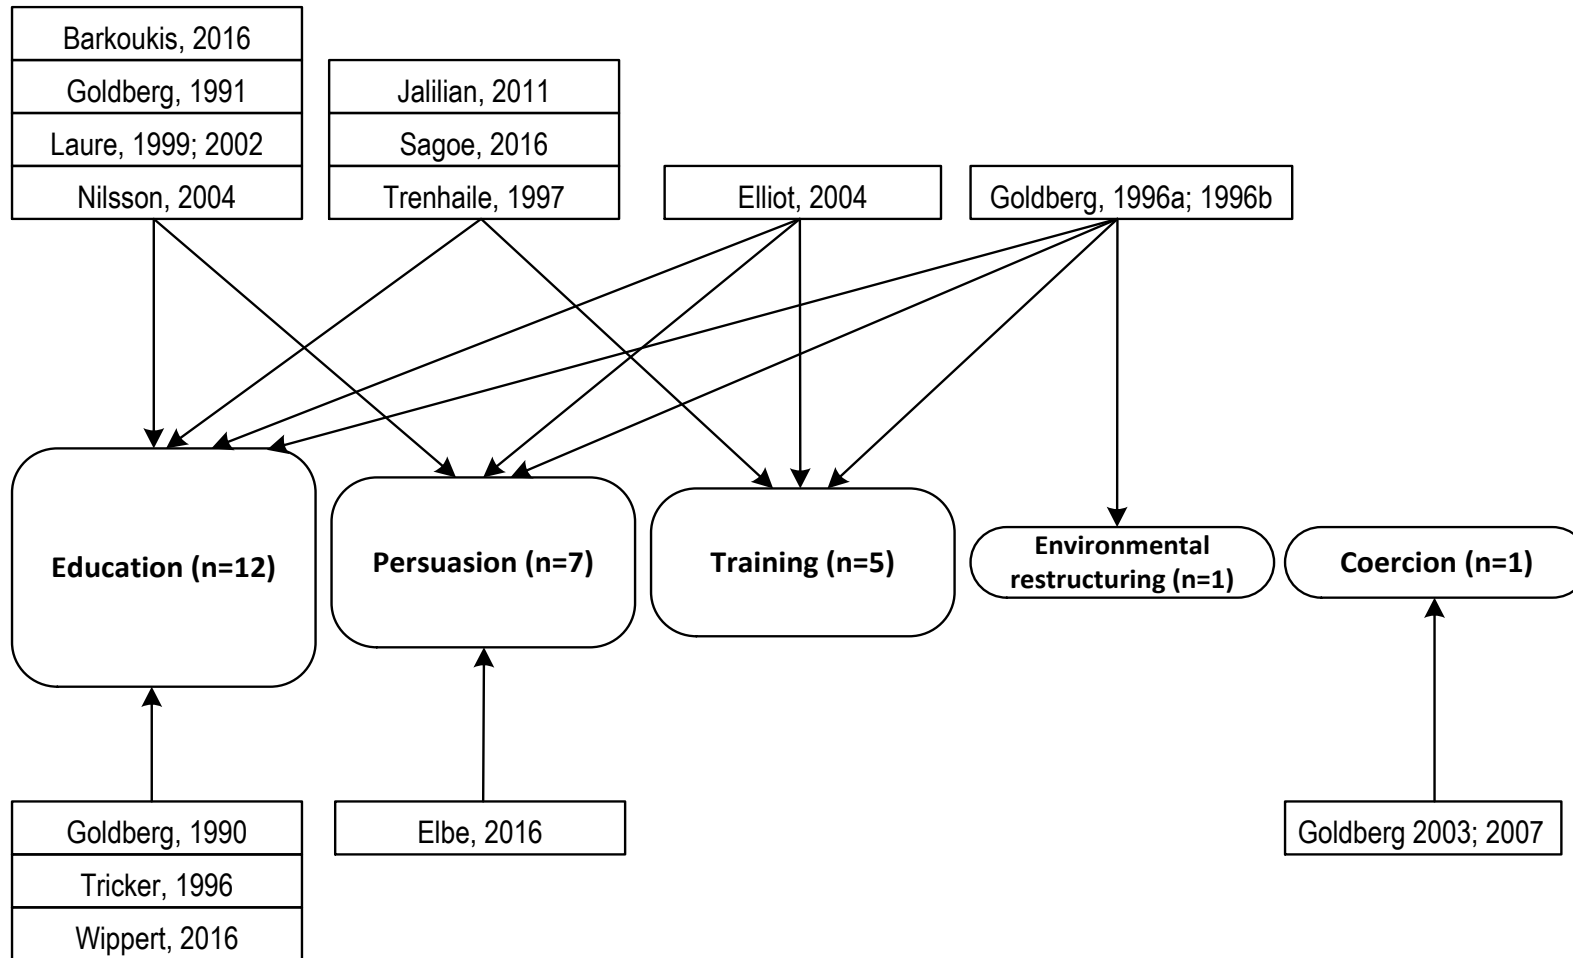 Barkoukis, 2016
Goldberg, 1991
Laure, 1999; 2002
Nilsson, 2004
Jalilian, 2011
Sagoe, 2016
Trenhaile, 1997
Elliot, 2004
Goldberg, 1996a; 1996b
Education (n=12)
Persuasion (n=7)
Training (n=5)
Environmental
restructuring (n=1)
Coercion (n=1)
Goldberg, 1990
Tricker, 1996
Wippert, 2016
Elbe, 2016
Goldberg 2003; 2007